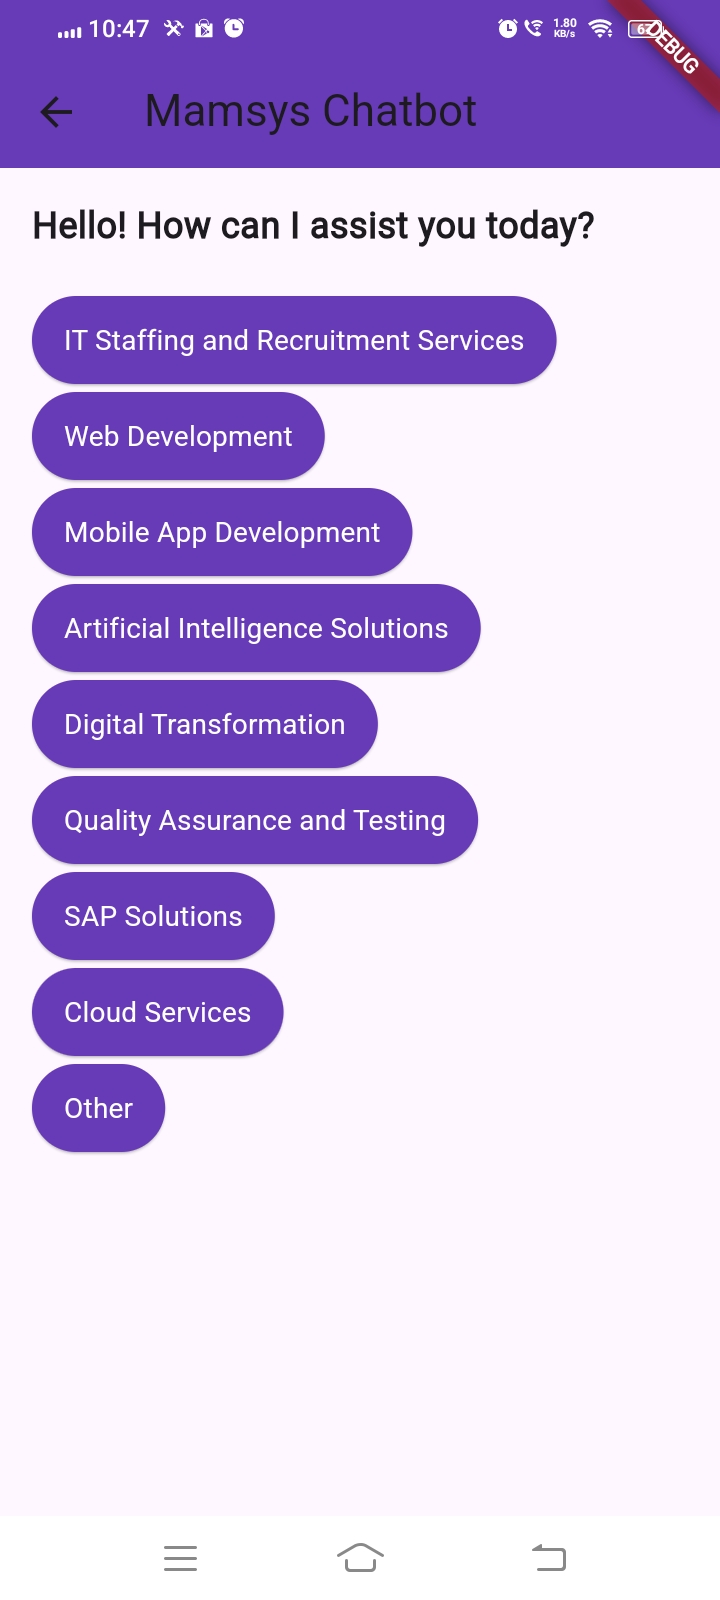 10:47
1.80
KB/s
DEBUG
Mamsys Chatbot
Hello! How can I assist you today?
IT Staffing and Recruitment Services
Web Development
Mobile App Development
Artificial Intelligence Solutions
Digital Transformation
Quality Assurance and Testing
SAP Solutions
Cloud Services
Other